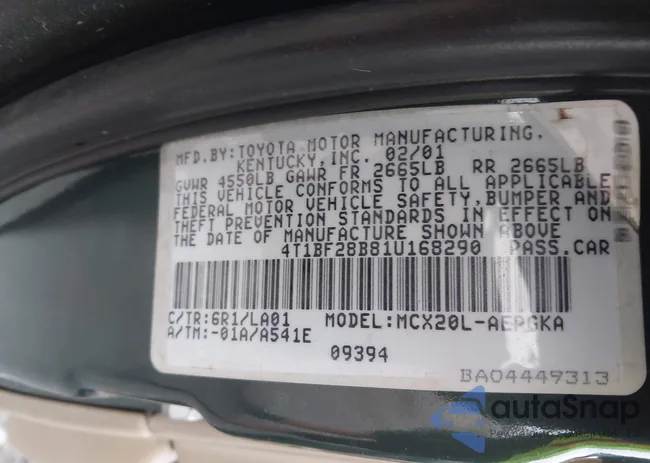 MFD.BY:TOYOTA MOTOR MANUFACTURING.
KENTUCKY,INC. 02/01
GVWR 4550LB GAWR FR 2665LB RR 2665LB
THIS VEHICLE CONFORMS TO ALL APPLICABLE
FEDERAL MOTOR VEHICLE SAFETY,BUMPER AND
THEFT PREVENTION STANDARDS IN EFFECT ON
THE DATE OF MANUFACTURE SHOWN ABOVE
4T1BF28B81U168290 PASS.CAR
C/TR:6R1/LA01 MODEL:MCX20L-AEPGKA
A/TM:-01A/A541E
09394
BA04449313
autaSnap